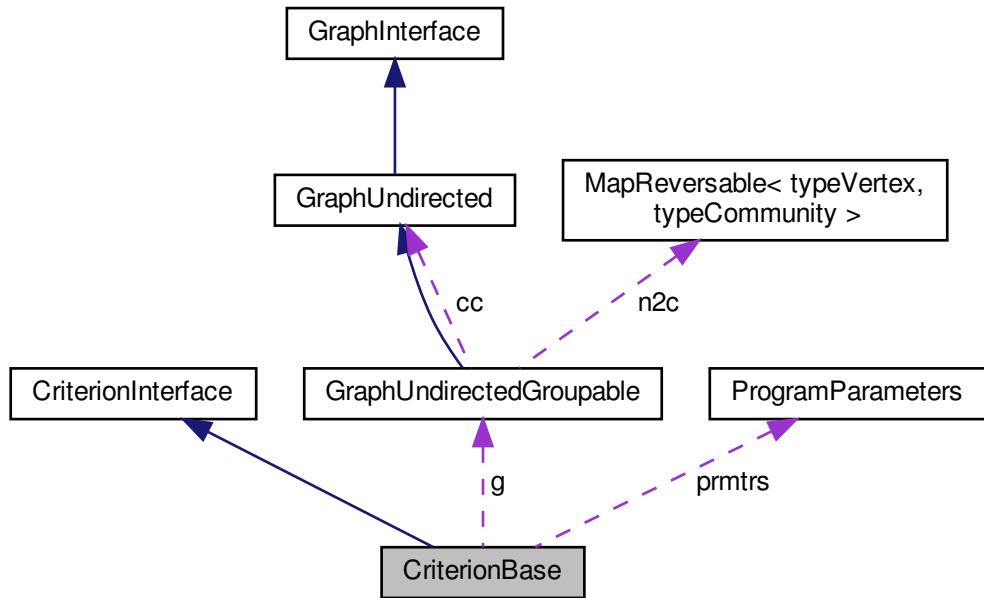 GraphInterface
GraphUndirected
MapReversable< typeVertex,
typeCommunity >
cc
n2c
CriterionInterface
GraphUndirectedGroupable
ProgramParameters
g
prmtrs
CriterionBase